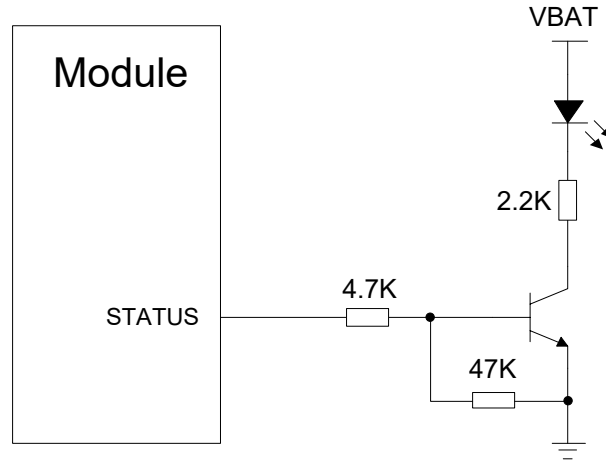 VBAT
Module
2.2K
4.7K
STATUS
47K